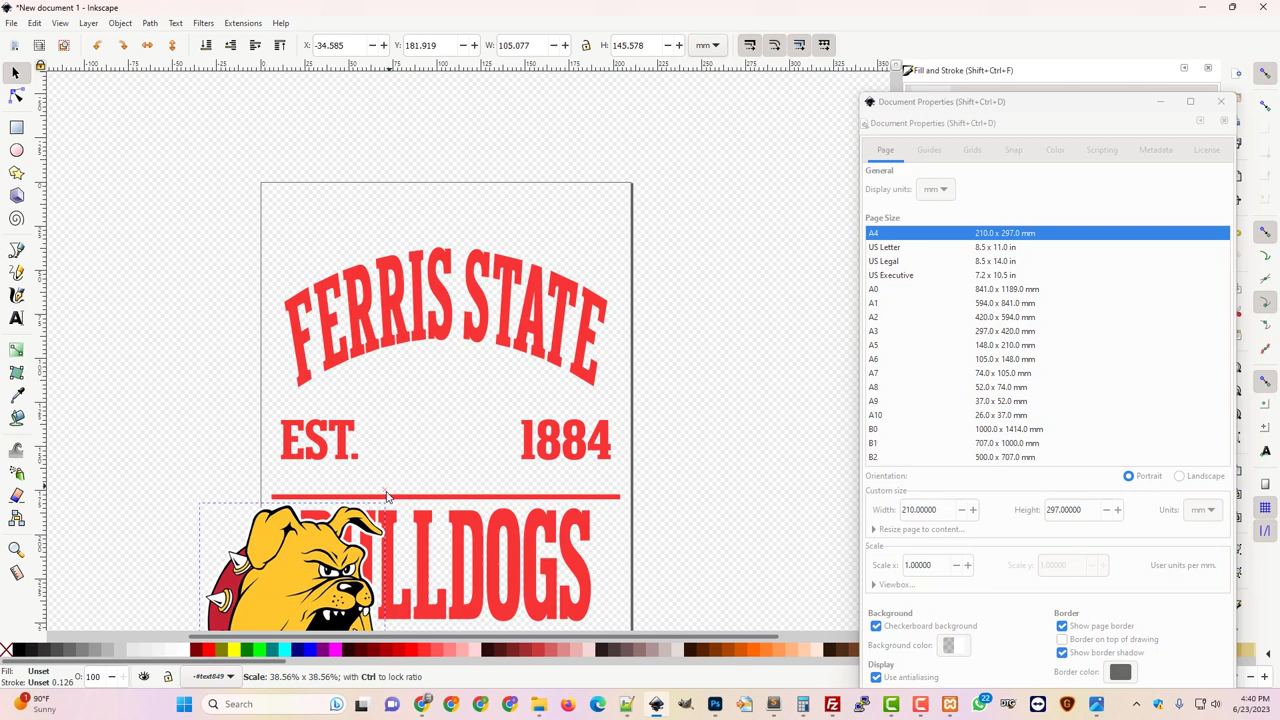 *New document 1 - Inkscape
File Edit View Layer Object Path Text Filters Extensions Help
X: -34.585 Y: 181.919 W: 105.077 H: 145.578 mm
Fill and Stroke (Shift+Ctrl+F)
Document Properties (Shift+Ctrl+D)
Document Properties (Shift+Ctrl+D)
Page Guides Grids Snap Color Scripting Metadata License
General
Display units: mm
Page Size
A4 210.0 x 297.0 mm
US Letter 8.5 x 11.0 in
US Legal 8.5 x 14.0 in
US Executive 7.2 x 10.5 in
A0 841.0 x 1189.0 mm
A1 594.0 x 841.0 mm
A2 420.0 x 594.0 mm
A3 297.0 x 420.0 mm
A5 148.0 x 210.0 mm
A6 105.0 x 148.0 mm
A7 74.0 x 105.0 mm
A8 52.0 x 74.0 mm
A9 37.0 x 52.0 mm
A10 26.0 x 37.0 mm
B0 1000.0 x 1414.0 mm
B1 707.0 x 1000.0 mm
B2 500.0 x 707.0 mm
Orientation: Portrait Landscape
Custom size
Width: 210.00000 Height: 297.00000 Units: mm
Resize page to content...
Scale
Scale x: 1.00000 Scale y: 1.00000 User units per mm.
Viewbox...
Background Border
Checkerboard background Show page border
Border on top of drawing
Background color: Show border shadow
Display Border color:
Use antialiasing
FERRIS STATE
EST. 1884
BULLDOGS
Fill: Unset
Stroke: Unset 0.126 O: 100 #text849 Scale: 38.56% x 38.56%; with Ctrl to lock ratio
90°F
Sunny
Search
22
4:40 PM
6/23/2023